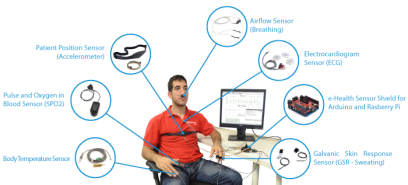 Airflow Sensor
(Breathing)
Patient Position Sensor
(Accelerometer)
Electrocardiogram
Sensor (ECG)
Pulse and Oxygen in
Blood Sensor (SPO2)
e-Health Sensor Shield for
Arduino and Rasberry Pi
Body Temperature Sensor
Galvanic Skin Response
Sensor (GSR - Sweating)